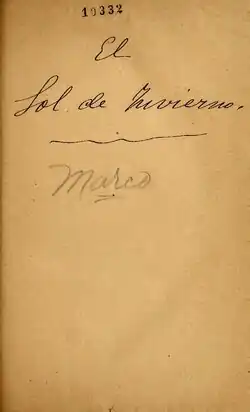 10332
El
Sol de Invierno.
Marco